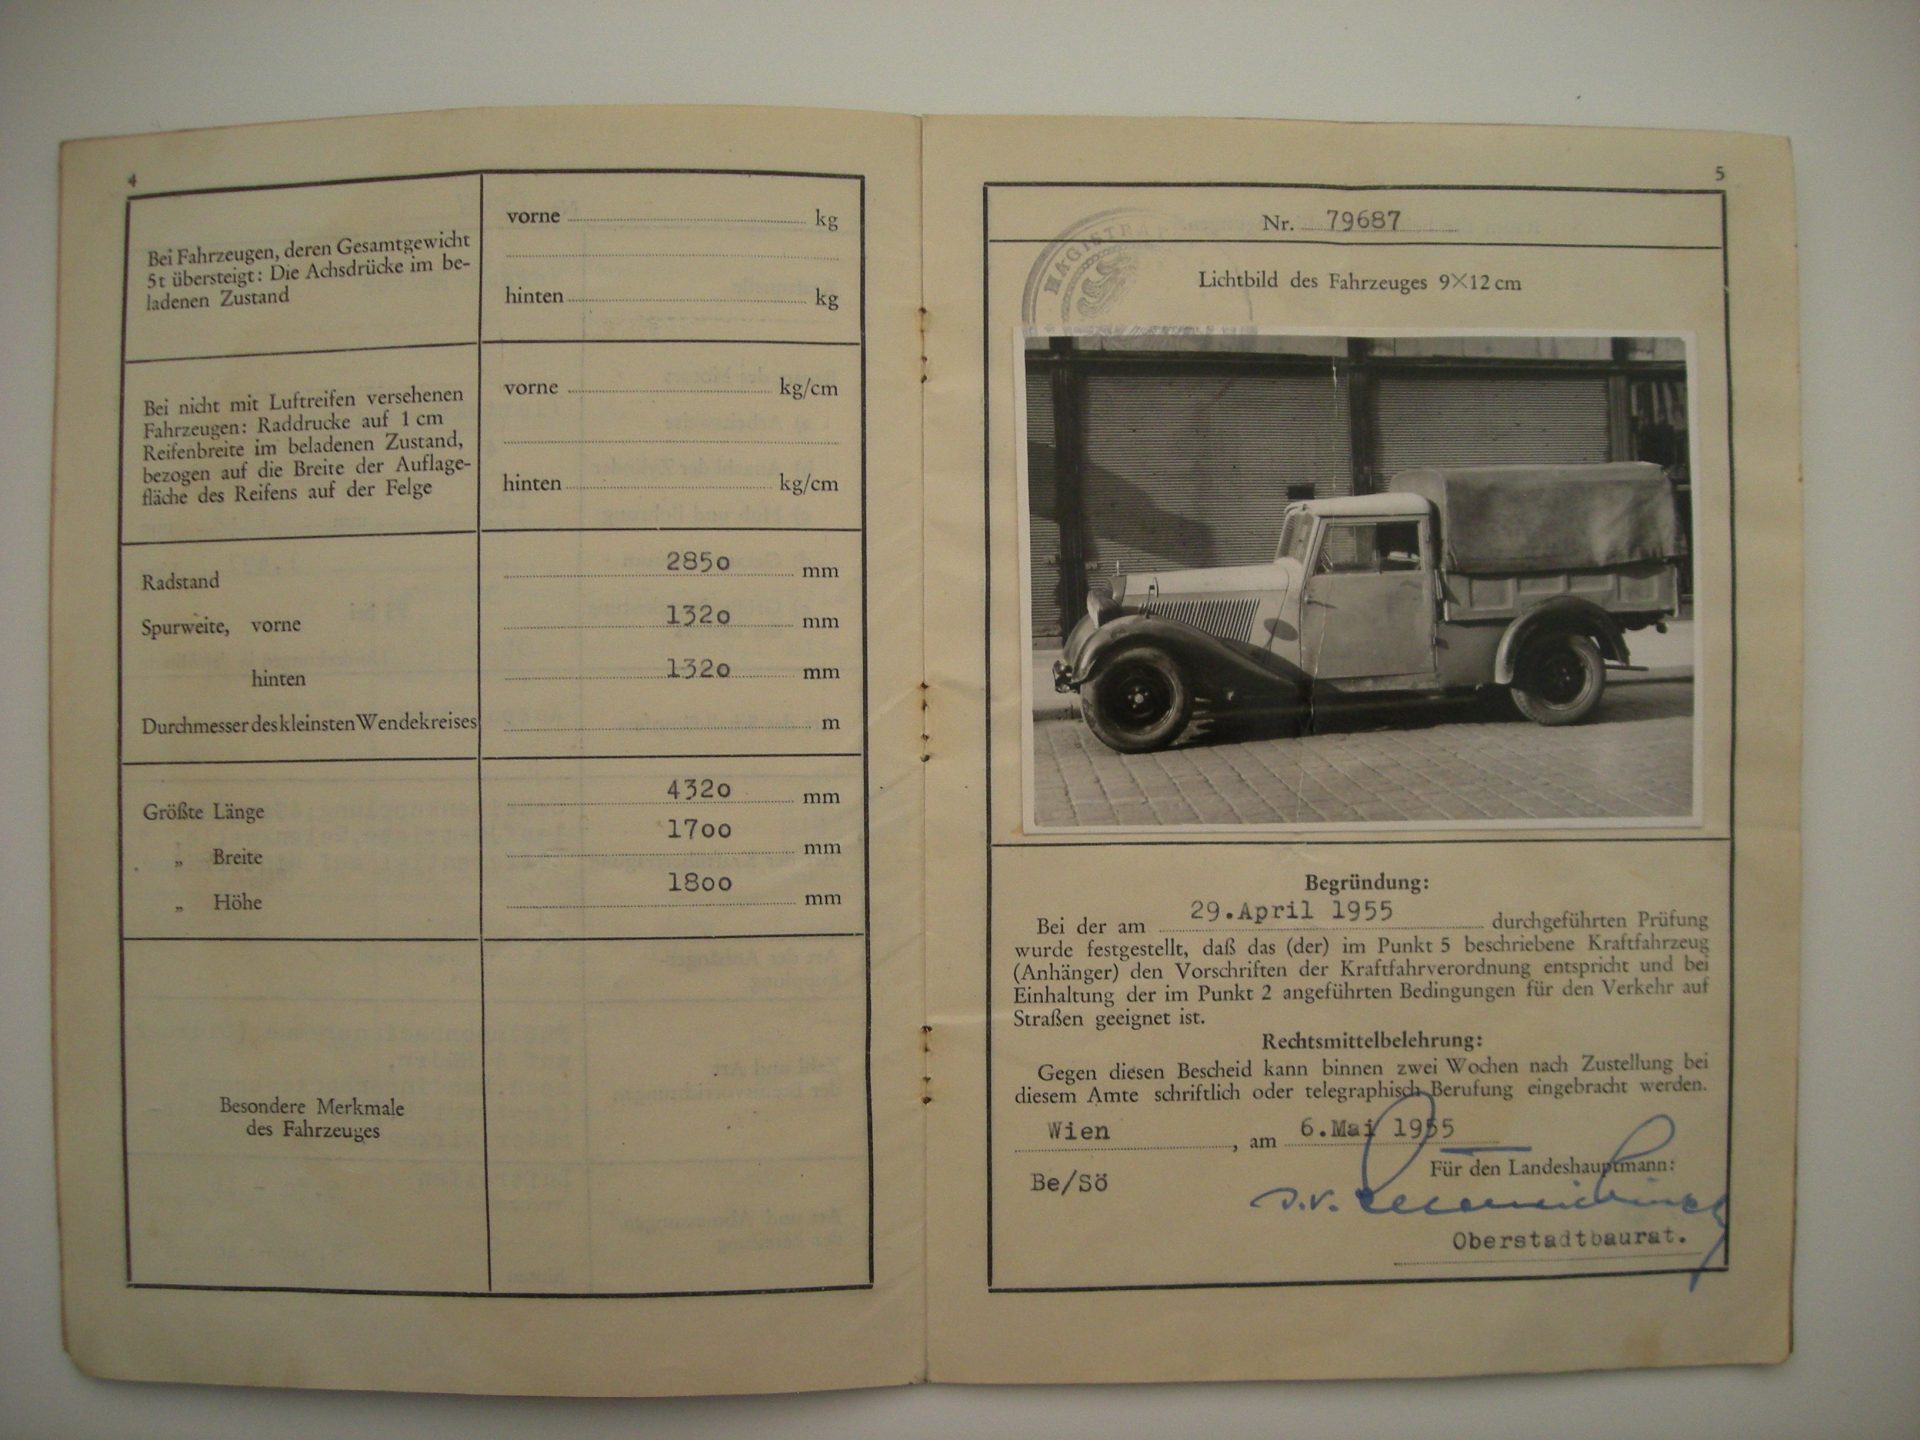 4
Bei Fahrzeugen, deren Gesamtgewicht
5t übersteigt: Die Achsdrücke im be-
ladenen Zustand
vorne kg
hinten kg
Bei nicht mit Luftreifen versehenen
Fahrzeugen: Raddrucke auf 1 cm
Reifenbreite im beladenen Zustand,
bezogen auf die Breite der Auflage-
fläche des Reifens auf der Felge
vorne kg/cm
hinten kg/cm
Radstand 2850 mm
Spurweite, vorne 1320 mm
hinten 1320 mm
Durchmesser des kleinsten Wendekreises m
Größte Länge 4320 mm
„ Breite 1700 mm
„ Höhe 1800 mm
Besondere Merkmale
des Fahrzeuges
5
Nr. 79687
MAGISTRA
Lichtbild des Fahrzeuges 9×12 cm
Begründung:
Bei der am 29.April 1955 durchgeführten Prüfung
wurde festgestellt, daß das (der) im Punkt 5 beschriebene Kraftfahrzeug
(Anhänger) den Vorschriften der Kraftfahrverordnung entspricht und bei
Einhaltung der im Punkt 2 angeführten Bedingungen für den Verkehr auf
Straßen geeignet ist.
Rechtsmittelbelehrung:
Gegen diesen Bescheid kann binnen zwei Wochen nach Zustellung bei
diesem Amte schriftlich oder telegraphisch Berufung eingebracht werden.
Wien, am 6.Mai 1955
Für den Landeshauptmann:
Be/Sö
Oberstadtbaurat.